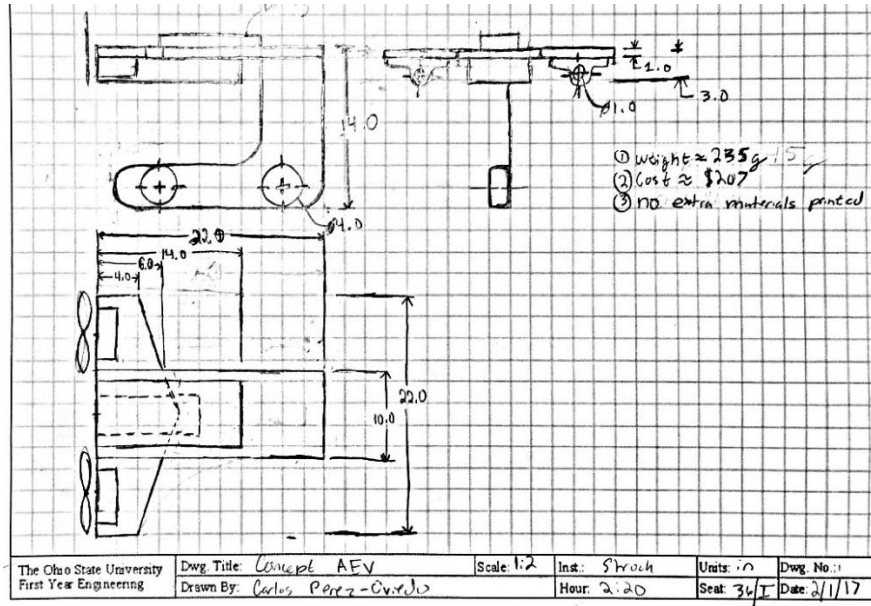 1.0
3.0
14.0
ø1.0
① weight ≈ 235g
② Cost ≈ $207
③ no extra materials printed
ø4.0
22.0
14.0
6.0
4.0
22.0
10.0
The Ohio State University
First Year Engineering
Dwg. Title: Concept AEV
Scale: 1:2
Inst.: Struch
Units: in
Dwg. No.: 1
Drawn By: Carlos Perez-Oviedo
Hour: 2:20
Seat: 36 I
Date: 2/1/17